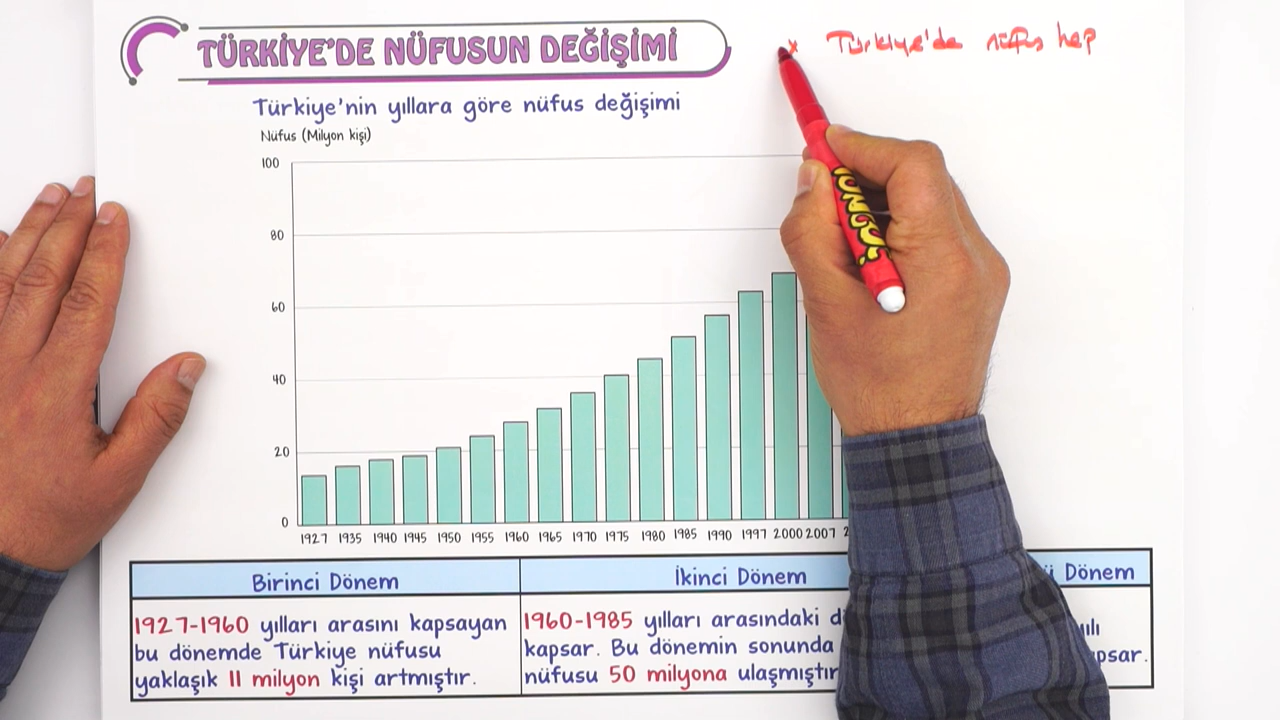 TÜRKİYE'DE NÜFUSUN DEĞİŞİMİ
x Türkiye'de nüfus hep
Türkiye'nin yıllara göre nüfus değişimi
Nüfus (Milyon kişi)
100
80
60
40
20
0
1927 1935 1940 1945 1950 1955 1960 1965 1970 1975 1980 1985 1990 1997 2000 2007
Birinci Dönem
1927-1960 yılları arasını kapsayan
bu dönemde Türkiye nüfusu
yaklaşık 11 milyon kişi artmıştır.
İkinci Dönem
1960-1985 yılları arasındaki
kapsar. Bu dönemin sonunda
nüfusu 50 milyona ulaşmıştır
Dönem